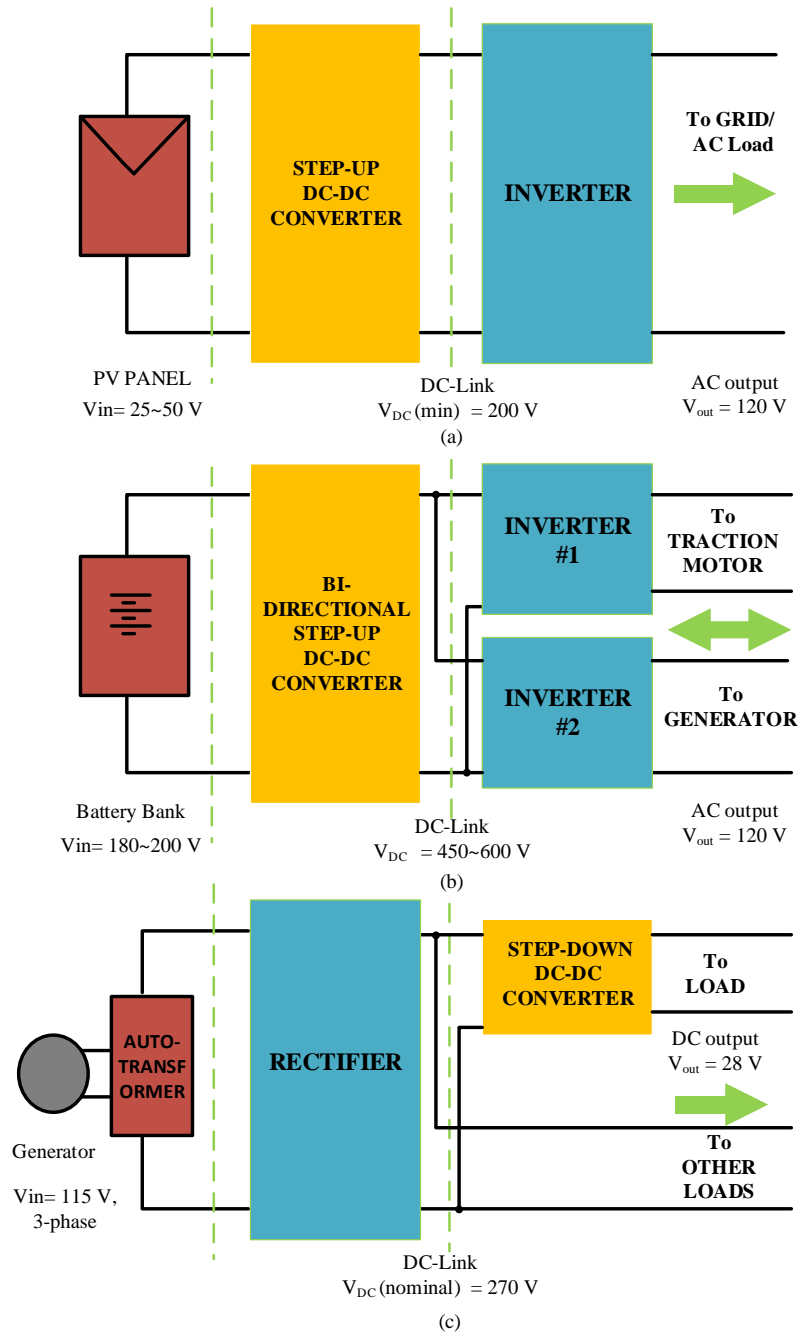 STEP-UP
DC-DC
CONVERTER
INVERTER
To GRID/
AC Load
PV PANEL
Vin= 25~50 V
DC-Link
VDC (min) = 200 V
AC output
Vout = 120 V
(a)
BI-
DIRECTIONAL
STEP-UP
DC-DC
CONVERTER
INVERTER
#1
INVERTER
#2
To
TRACTION
MOTOR
To
GENERATOR
Battery Bank
Vin= 180~200 V
DC-Link
VDC = 450~600 V
AC output
Vout = 120 V
(b)
AUTO-
TRANSF
ORMER
RECTIFIER
STEP-DOWN
DC-DC
CONVERTER
To
LOAD
DC output
Vout = 28 V
To
OTHER
LOADS
Generator
Vin= 115 V,
3-phase
DC-Link
VDC (nominal) = 270 V
(c)